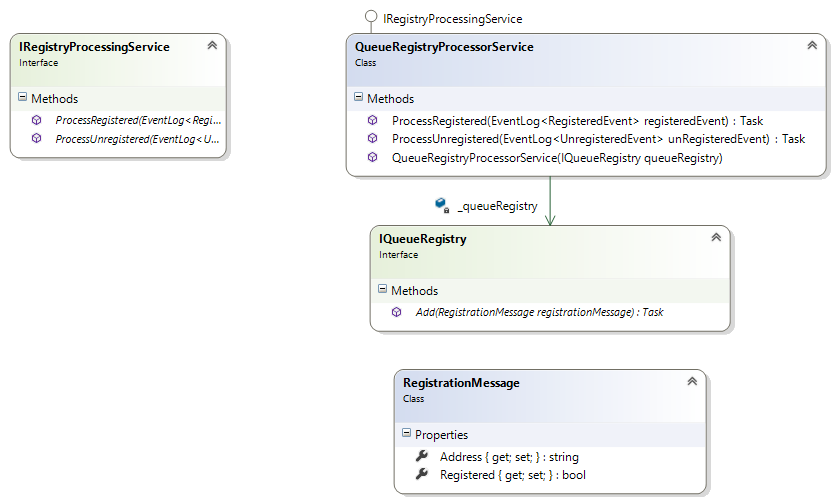 IRegistryProcessingService
Interface
Methods
ProcessRegistered(EventLog<Regi...
ProcessUnregistered(EventLog<U...
IRegistryProcessingService
QueueRegistryProcessorService
Class
Methods
ProcessRegistered(EventLog<RegisteredEvent> registeredEvent) : Task
ProcessUnregistered(EventLog<UnregisteredEvent> unRegisteredEvent) : Task
QueueRegistryProcessorService(IQueueRegistry queueRegistry)
_queueRegistry
IQueueRegistry
Interface
Methods
Add(RegistrationMessage registrationMessage) : Task
RegistrationMessage
Class
Properties
Address { get; set; } : string
Registered { get; set; } : bool